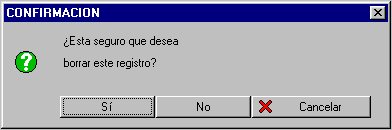 CONFIRMACION
¿Esta seguro que desea
borrar este registro?
Sí
No
Cancelar